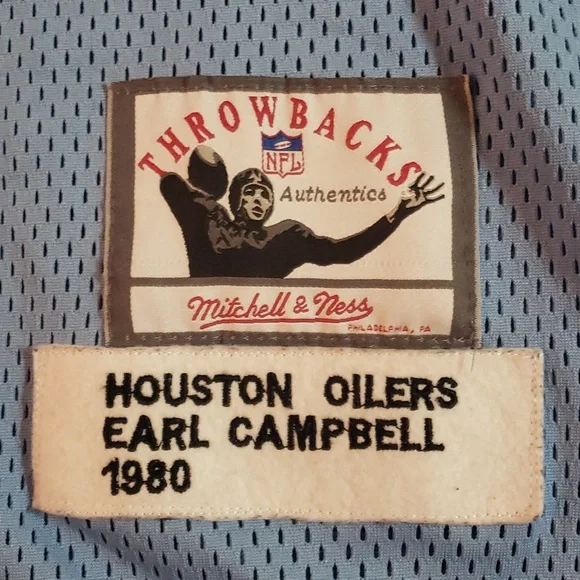 THROWBACKS
NFL
Authentics
Mitchell & Ness
PHILADELPHIA, PA
HOUSTON OILERS
EARL CAMPBELL
1980